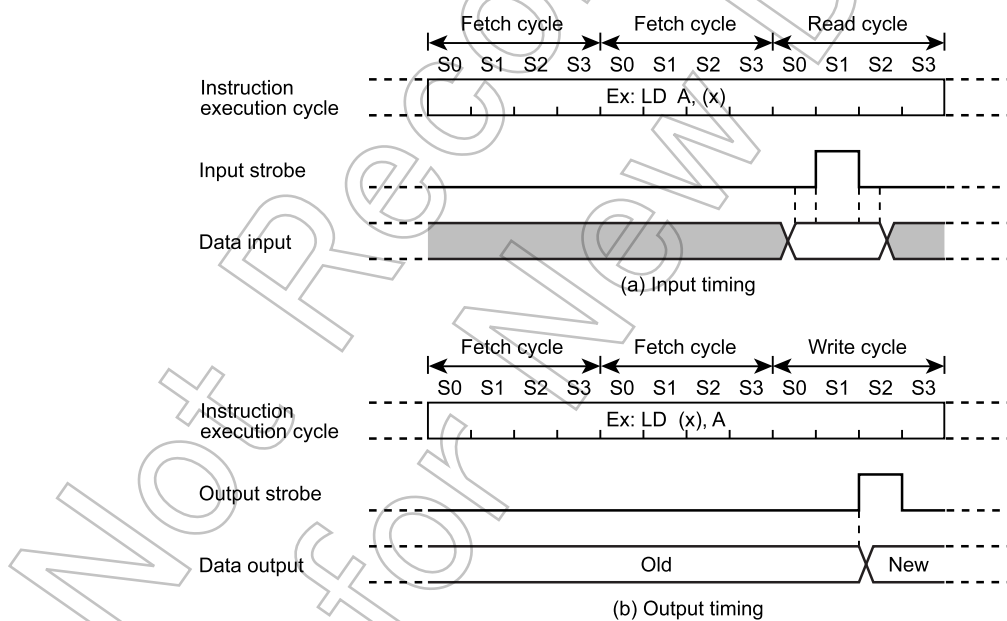 Fetch cycle Fetch cycle Read cycle
S0 S1 S2 S3 S0 S1 S2 S3 S0 S1 S2 S3
Instruction
execution cycle
Ex: LD A, (x)
Input strobe
Data input
(a) Input timing
Fetch cycle Fetch cycle Write cycle
S0 S1 S2 S3 S0 S1 S2 S3 S0 S1 S2 S3
Instruction
execution cycle
Ex: LD (x), A
Output strobe
Data output
Old New
(b) Output timing
Not Reco
for New D